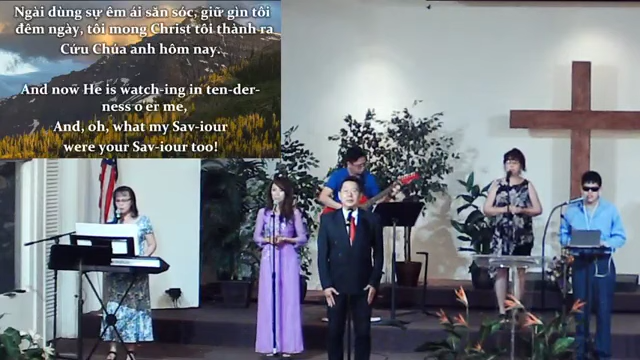 Ngài dùng sự êm ái săn sóc, giữ gìn tôi
đêm ngày, tôi mong Christ tôi thành ra
Cứu Chúa anh hôm nay.
And now He is watch-ing in ten-der-
ness o'er me,
And, oh, what my Sav-iour
were your Sav-iour too!